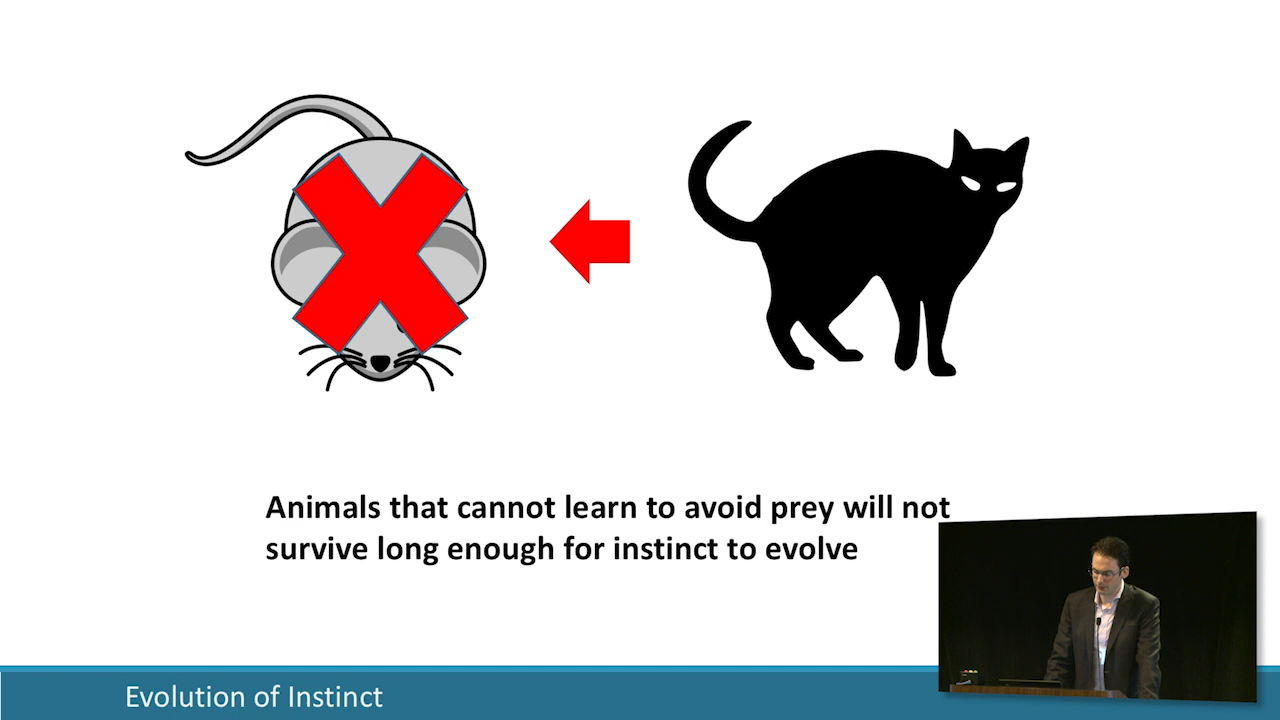 Animals that cannot learn to avoid prey will not
survive long enough for instinct to evolve
Evolution of Instinct